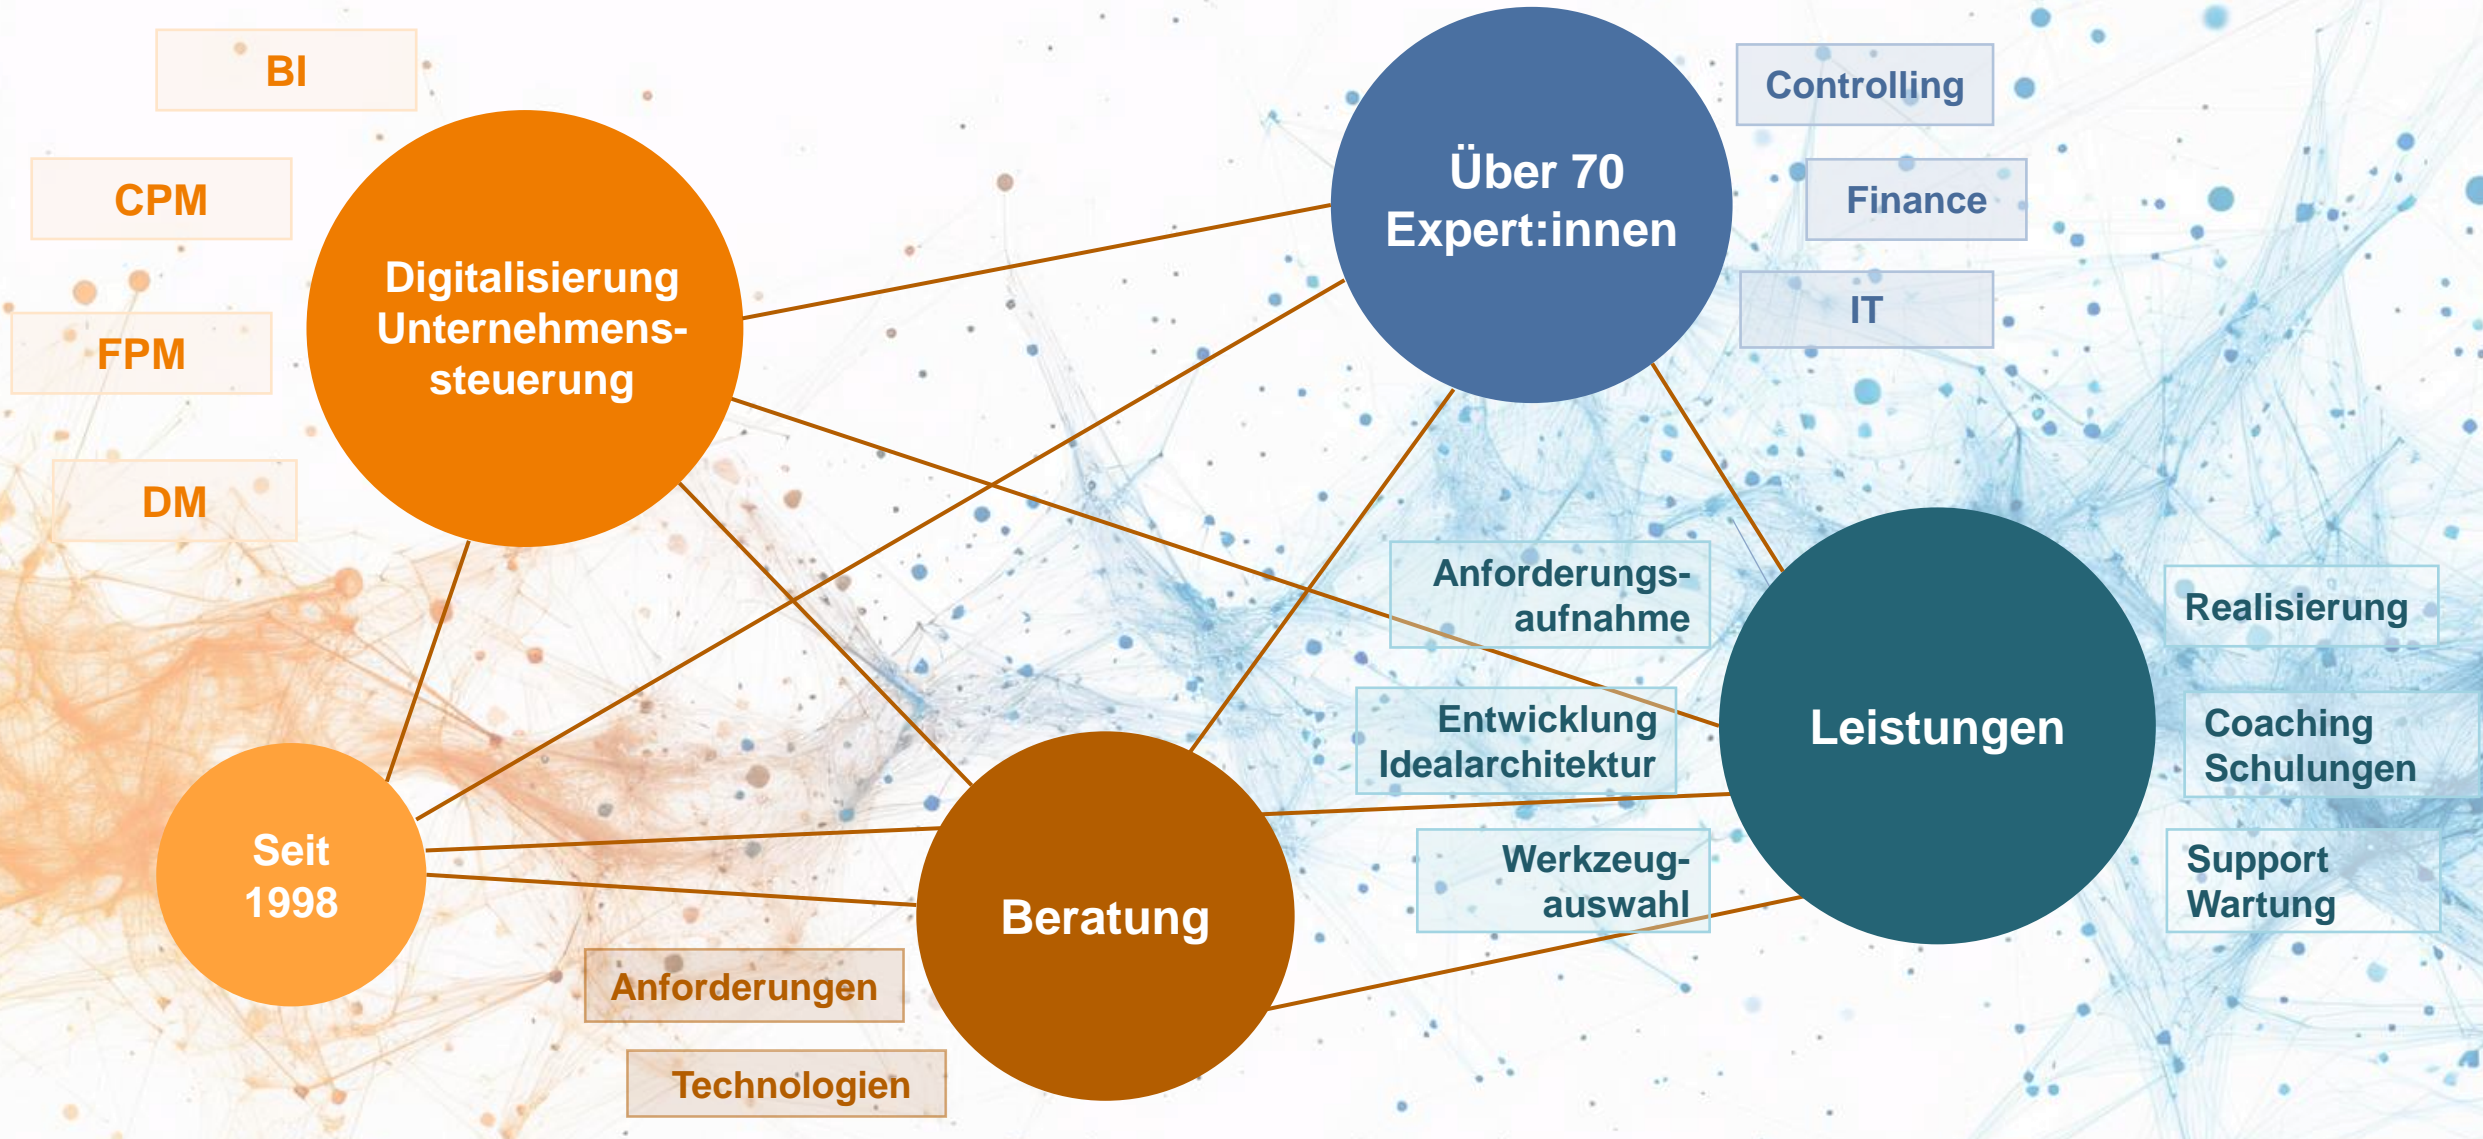 BI
CPM
FPM
DM
Digitalisierung
Unternehmens-
steuerung
Über 70
Expert:innen
Controlling
Finance
IT
Seit
1998
Beratung
Anforderungen
Technologien
Anforderungs-
aufnahme
Entwicklung
Idealarchitektur
Werkzeug-
auswahl
Leistungen
Realisierung
Coaching
Schulungen
Support
Wartung